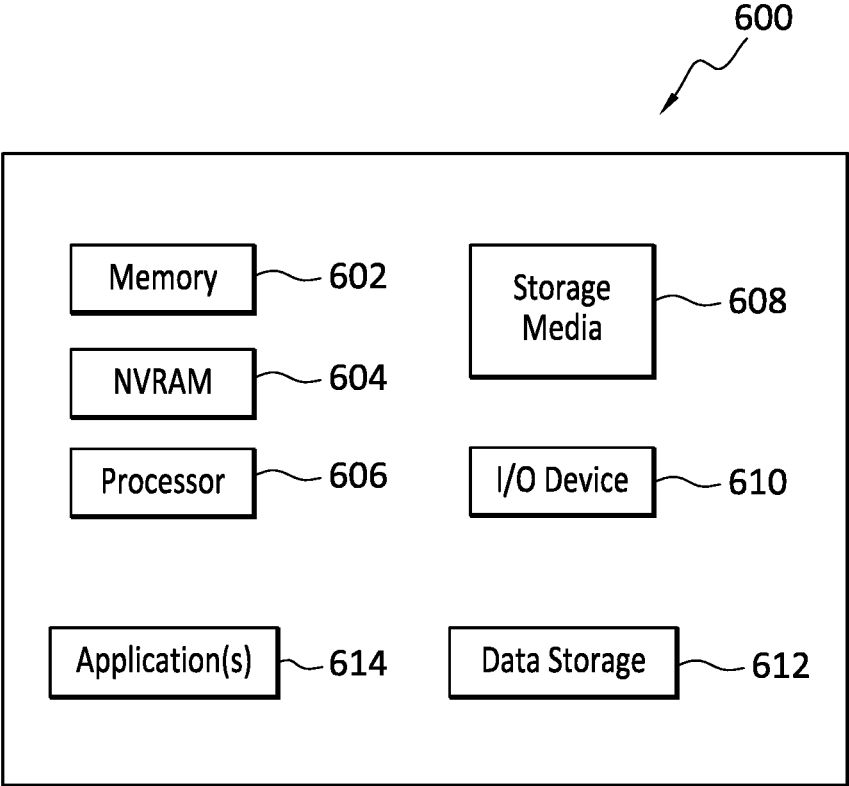 600
Memory
602
Storage
Media
608
NVRAM
604
Processor
606
I/O Device
610
Application(s)
614
Data Storage
612